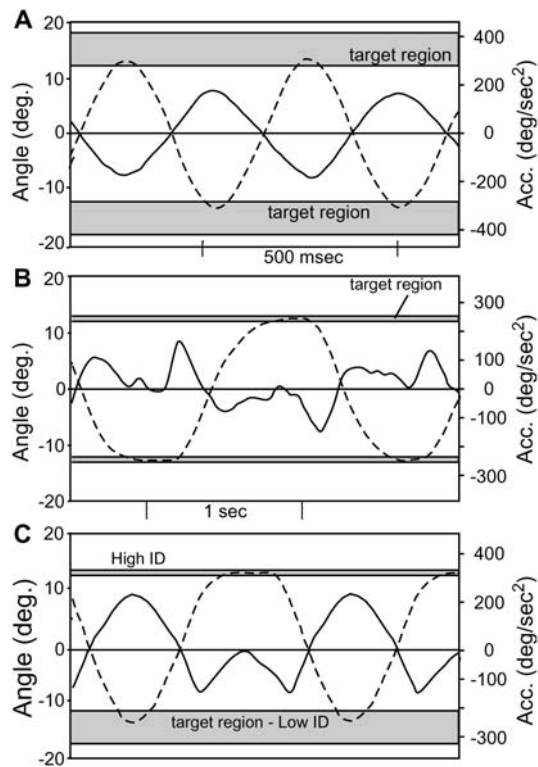 A
20
10
0
-10
-20
Angle (deg.)
target region
target region
400
200
0
-200
-400
Acc. (deg/sec²)
500 msec
B
20
10
0
-10
-20
Angle (deg.)
target region
300
100
0
-100
-300
Acc. (deg/sec²)
1 sec
C
20
10
0
-10
-20
Angle (deg.)
High ID
target region - Low ID
400
200
0
-100
-300
Acc. (deg/sec²)